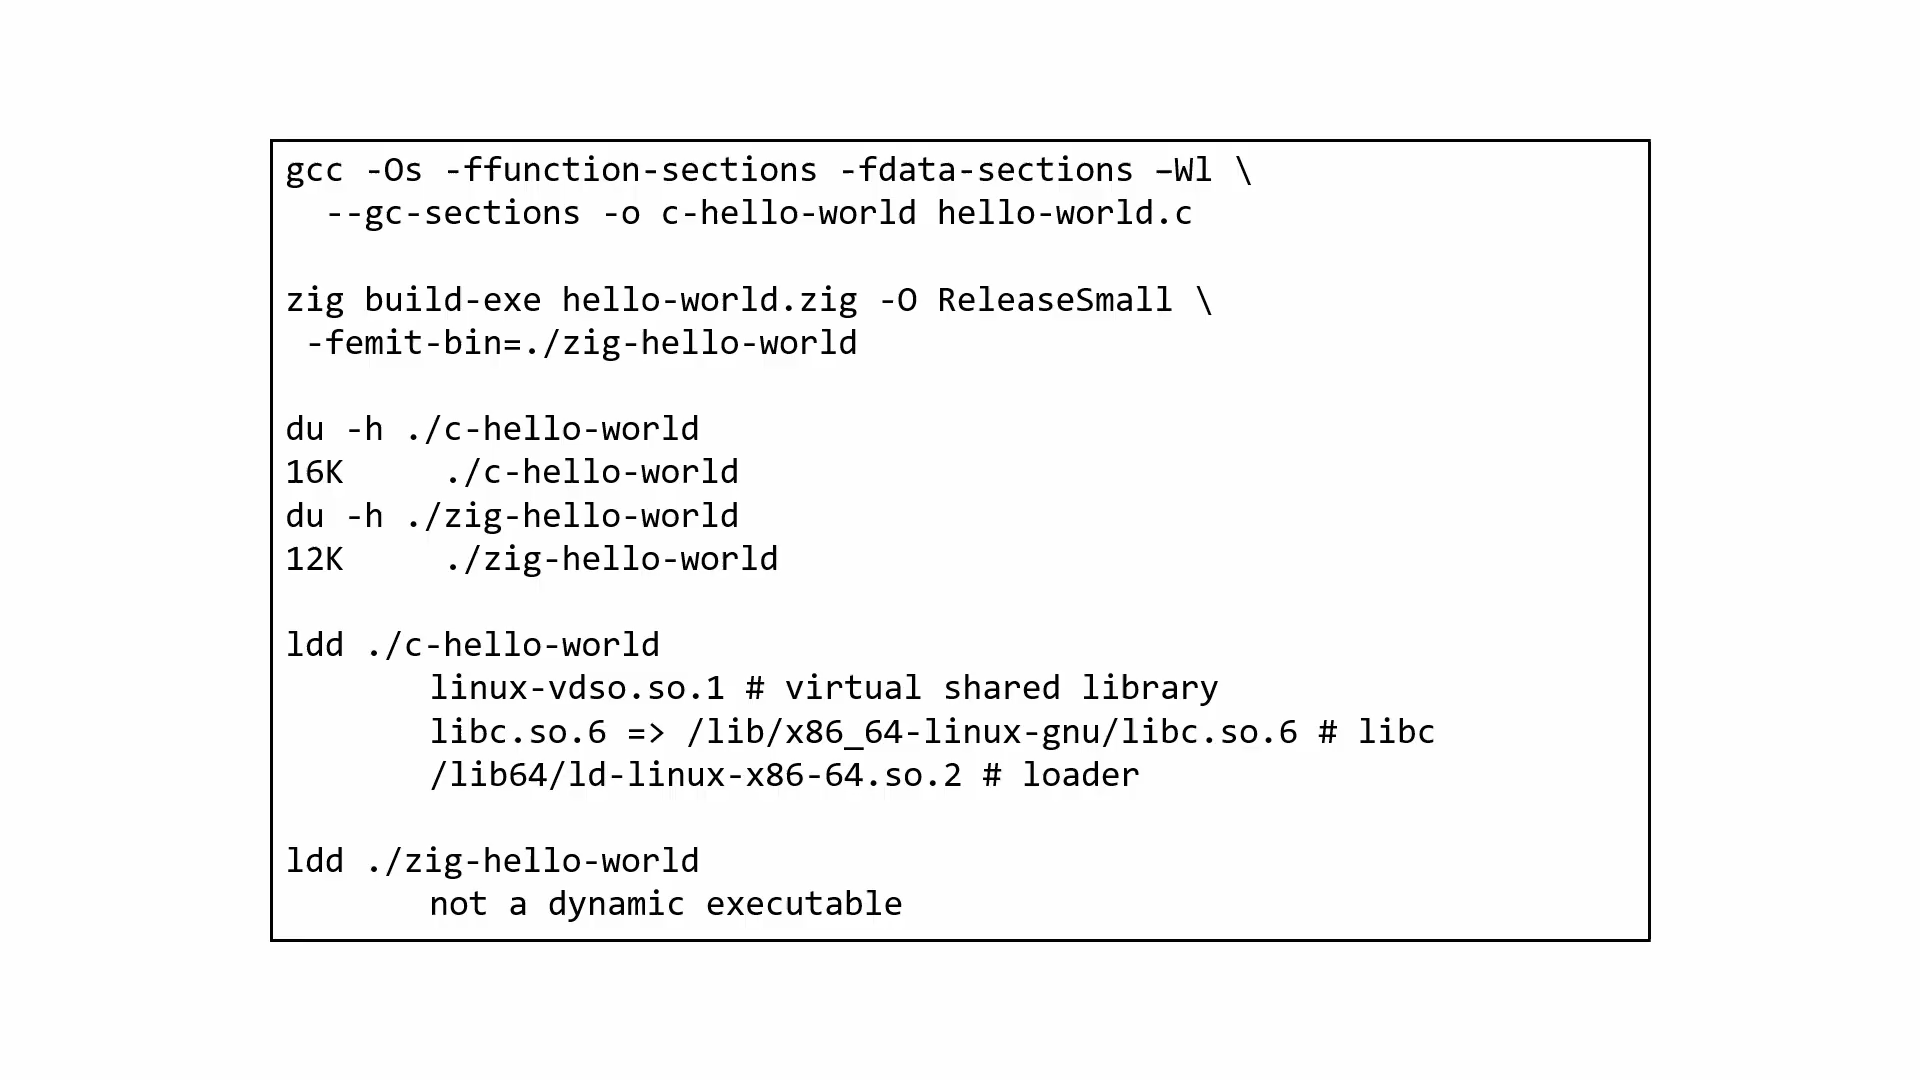 gcc -Os -ffunction-sections -fdata-sections –Wl \
--gc-sections -o c-hello-world hello-world.c
zig build-exe hello-world.zig -O ReleaseSmall \
-femit-bin=./zig-hello-world
du -h ./c-hello-world
16K ./c-hello-world
du -h ./zig-hello-world
12K ./zig-hello-world
ldd ./c-hello-world
linux-vdso.so.1 # virtual shared library
libc.so.6 => /lib/x86_64-linux-gnu/libc.so.6 # libc
/lib64/ld-linux-x86-64.so.2 # loader
ldd ./zig-hello-world
not a dynamic executable